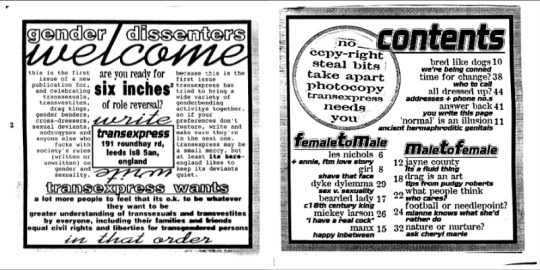 gender dissenters
welcome
this is the first
issue of a new
publication for,
and celebrating
transsexuals,
transvestites,
drag kings,
gender benders,
cross-dressers,
sexual deviants,
androgynes and
anyone else who
fucks with
society's rules
(written or
unwritten) on
gender and
sexuality.
are you ready for
six inches
of role reversal?
write
transexpress
191 roundhay rd,
leeds ls8 5an,
england
write
because this is the
first issue
transexpress has
tried to bring a
wide variety of
genderbending
activitys together.
so if your
preferences don't
feature, write and
make sure they're
in the next one.
transexpress may be
a small mercy, but
at least its here-
england likes to
keep its deviants
quiet.
transexpress wants
a lot more people to feel that its o.k. to be whatever
they want to be
greater understanding of transsexuals and transvestites
by everyone, including their families and friends
equal civil rights and liberties for transgendered persons
in that order
2
contents
no
copy-right
steal bits
take apart
photocopy
transexpress
needs
you
bred like dogs 10
we're being conned
time for change? 38
who to call
all dressed up? 44
addresses + phone no.s
answer back 41
you write this page
'normal' is an illusion 11
ancient hermaphroditic genitals
female to Male
les nichols 6
+ annie, ftm love story
girl 8
shave that face
dyke dylemma 29
sex v. sexuality
bearded lady 17
c18th century king
mickey larson 26
"I have a real cock"
manx 15
happy inbetween
Male to female
12 jayne county
its a fluid thing
18 drag is an art
tips from pudgy roberts
22 what people think
who cares?
24 football or needlepoint?
mianne knows what she'd
rather do
32 nature or nurture?
ask cheryl marie